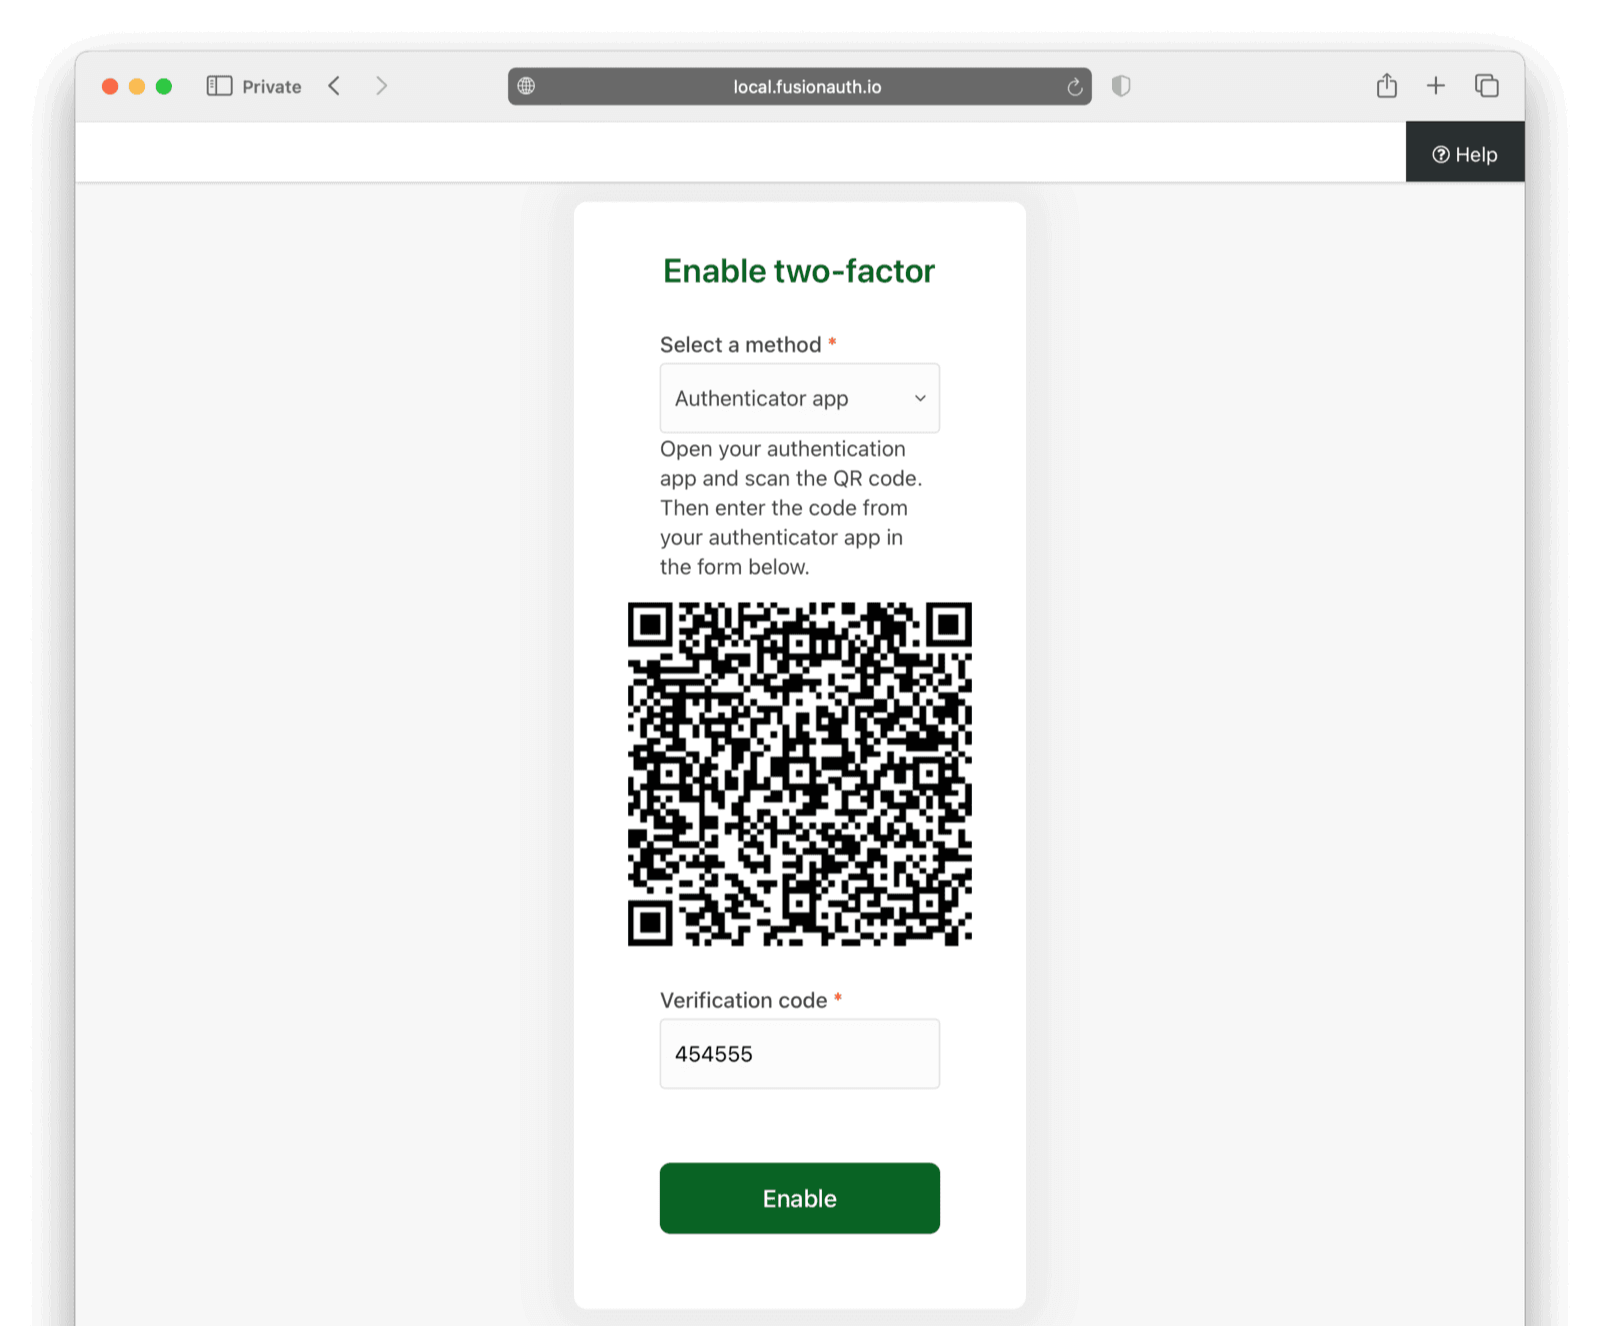 Private
local.fusionauth.io
Help
Enable two-factor
Select a method *
Authenticator app
Open your authentication
app and scan the QR code.
Then enter the code from
your authenticator app in
the form below.
Verification code *
454555
Enable